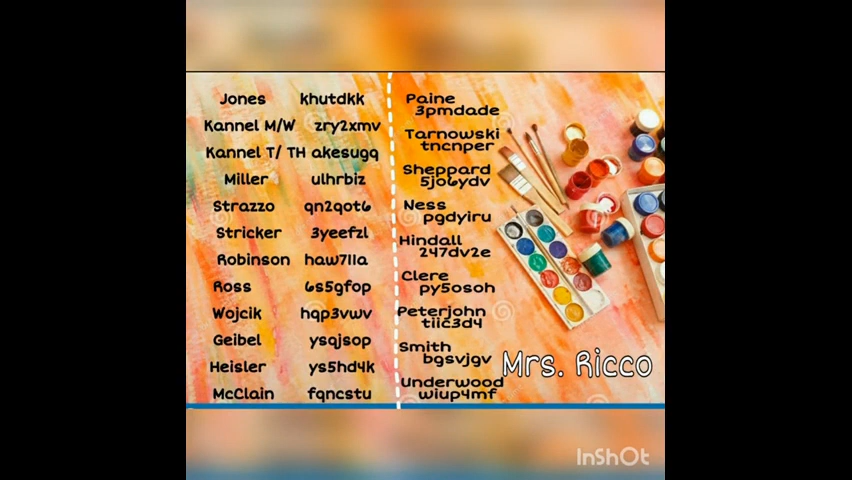 Jones khutdkk
Kannel M/W zry2xmv
Kannel T/ TH akesugq
Miller ulhrbiz
Strazzo qn2qot6
Stricker 3yeefzl
Robinson haw7lla
Ross 6s5gfop
Wojcik hqp3vwv
Geibel ysqjsop
Heisler ys5hd4k
McClain fqncstu
Paine
3pmdade
Tarnowski
tncnper
Sheppard
5jo6ydv
Ness
pgdyiru
Hindall
247dv2e
Clere
py5osoh
Peterjohn
tiic3d4
Smith
bgsvjgv
Underwood
wiup4mf
Mrs. Ricco
InShOt